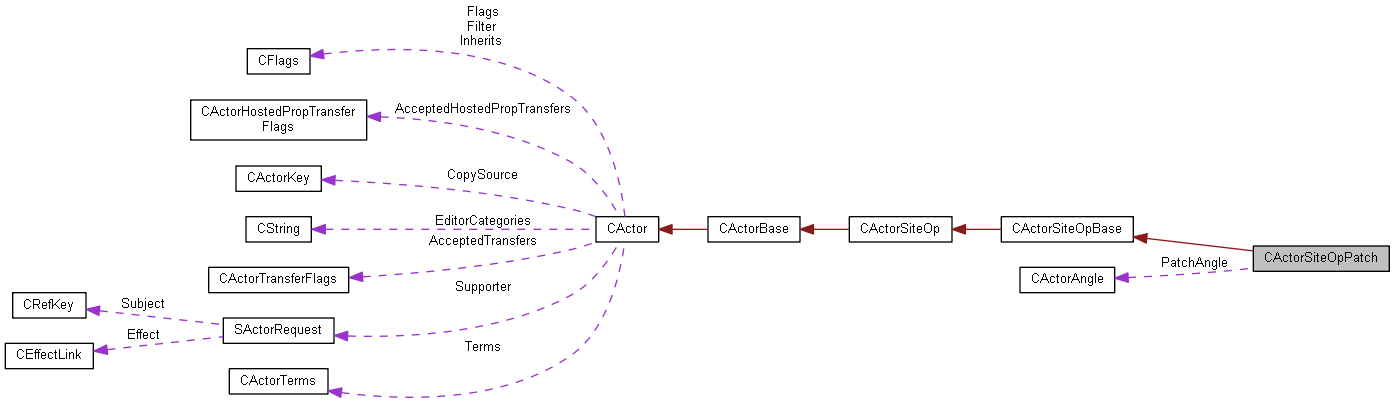 Flags
Filter
Inherits
CFlags
CActorHostedPropTransfer
Flags
AcceptedHostedPropTransfers
CActorKey
CopySource
CString
EditorCategories
CActor
CActorBase
CActorSiteOp
CActorSiteOpBase
AcceptedTransfers
CActorTransferFlags
PatchAngle
CActorSiteOpPatch
CActorAngle
Supporter
CRefKey
Subject
SActorRequest
Effect
CEffectLink
Terms
CActorTerms